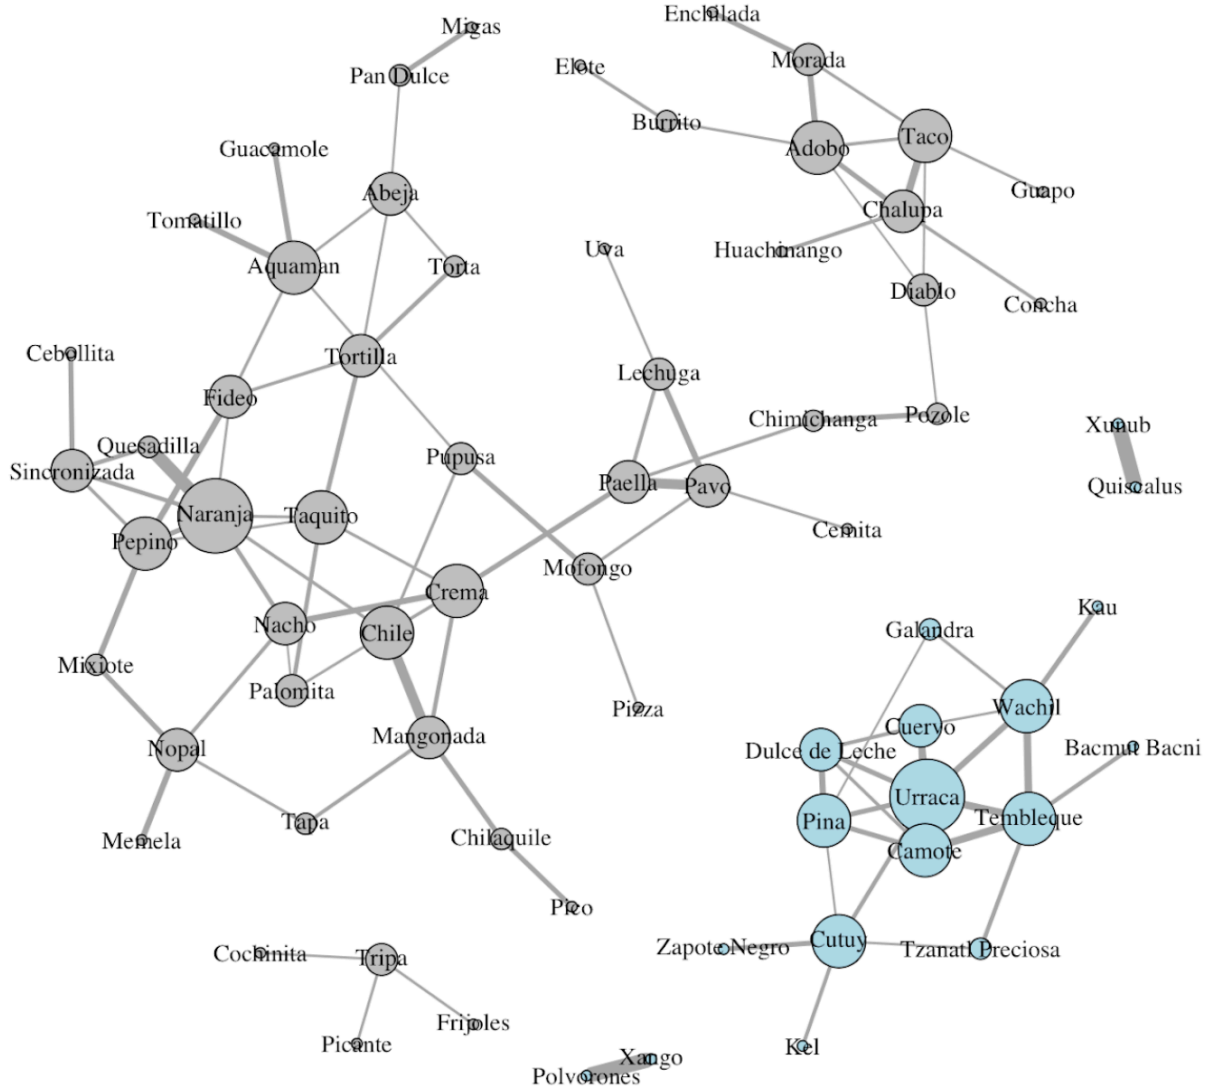 Enchilada
Migas
Morada
Elote
Pan Dulce
Burrito
Taco
Adobo
Guacamole
Guapo
Abeja
Chalupa
Tomatillo
Uva
Huachinango
Aquaman
Torta
Diablo
Concha
Cebollita
Tortilla
Lechuga
Fideo
Chimichanga
Pozole
Xunub
Quesadilla
Pupusa
Sincronizada
Paella
Pavo
Quiscalus
Naranja
Taquito
Cemita
Pepino
Mofongo
Crema
Kau
Nacho
Chile
Galandra
Mixiote
Palomita
Pizza
Wachil
Cuervo
Nopal
Mangonada
Dulce de Leche
Bacmut Bacni
Urraca
Tapa
Pina
Tembleque
Memela
Chilaquile
Camote
Pico
Cutuy
Zapote Negro
Tzanatl Preciosa
Cochinita
Tripa
Frijoles
Picante
Kel
Xango
Polvorones